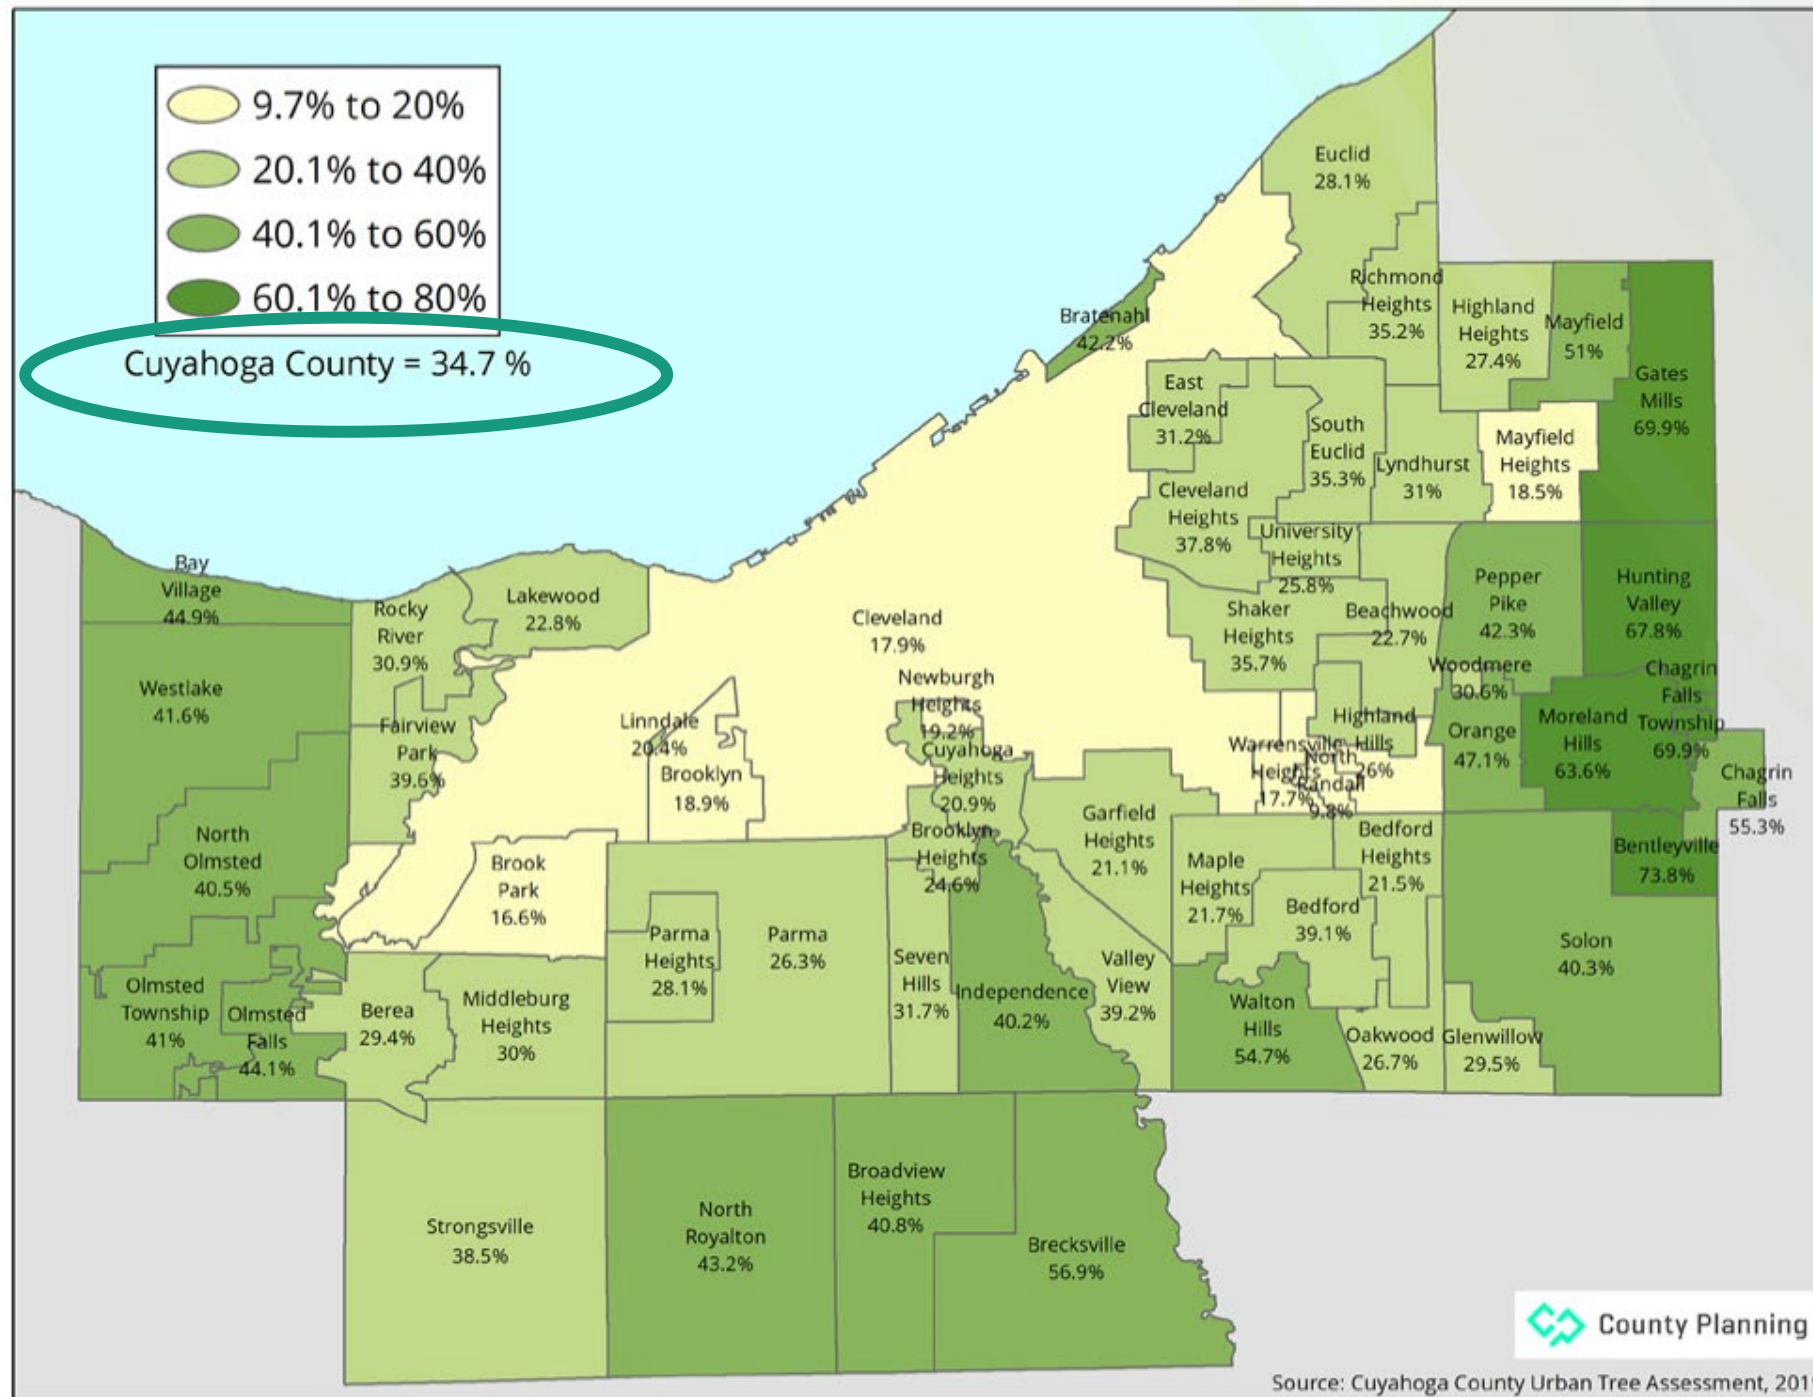 9.7% to 20%
20.1% to 40%
40.1% to 60%
60.1% to 80%
Cuyahoga County = 34.7 %
Euclid
28.1%
Richmond
Heights
35.2%
Highland
Heights
27.4%
Mayfield
51%
Gates
Mills
69.9%
Bratenahl
42.2%
East
Cleveland
31.2%
South
Euclid
35.3%
Lyndhurst
31%
Mayfield
Heights
18.5%
Cleveland
Heights
37.8%
University
Heights
25.8%
Bay
Village
44.9%
Rocky
River
30.9%
Lakewood
22.8%
Cleveland
17.9%
Shaker
Heights
35.7%
Beachwood
22.7%
Pepper
Pike
42.3%
Hunting
Valley
67.8%
Westlake
41.6%
Fairview
Park
39.6%
Linndale
20.4%
Brooklyn
18.9%
Newburgh
Heights
19.2%
Cuyahoga
Heights
20.9%
Woodmere
30.6%
Orange
47.1%
Moreland
Hills
63.6%
Chagrin
Falls
Township
69.9%
Chagrin
Falls
55.3%
Highland
Hills
26%
Warrensville
Heights
17.7%
North
Randall
9.8%
North
Olmsted
40.5%
Brook
Park
16.6%
Brooklyn
Heights
24.6%
Garfield
Heights
21.1%
Maple
Heights
21.7%
Bedford
Heights
21.5%
Bedford
39.1%
Bentleyville
73.8%
Solon
40.3%
Parma
Heights
28.1%
Parma
26.3%
Seven
Hills
31.7%
Independence
40.2%
Valley
View
39.2%
Walton
Hills
54.7%
Oakwood
26.7%
Glenwillow
29.5%
Olmsted
Township
41%
Olmsted
Falls
44.1%
Berea
29.4%
Middleburg
Heights
30%
Strongsville
38.5%
North
Royalton
43.2%
Broadview
Heights
40.8%
Brecksville
56.9%
County Planning
Source: Cuyahoga County Urban Tree Assessment, 201